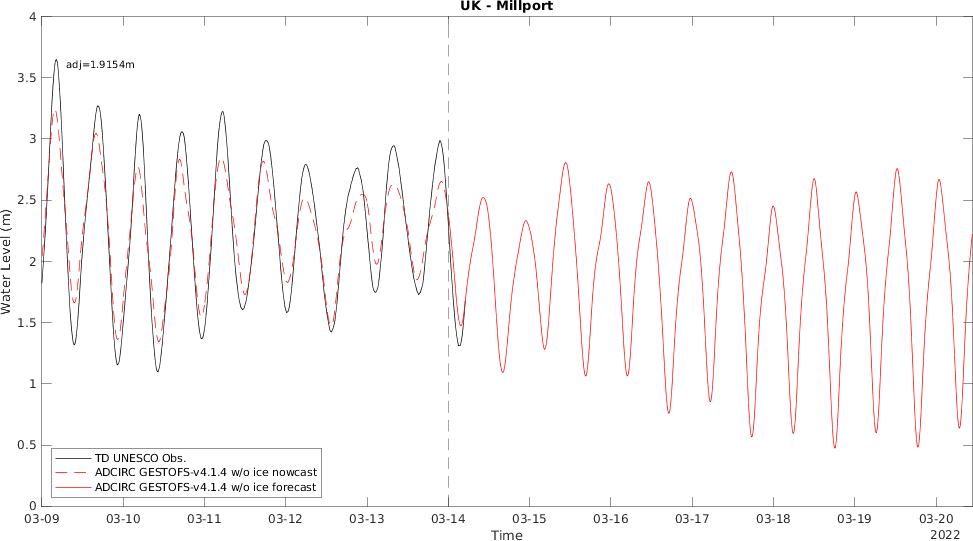 UK - Millport
4
adj=1.9154m
3.5
3
2.5
2
1.5
1
0.5
0
Water Level (m)
TD UNESCO Obs.
ADCIRC GESTOFS-v4.1.4 w/o ice nowcast
ADCIRC GESTOFS-v4.1.4 w/o ice forecast
03-09 03-10 03-11 03-12 03-13 03-14 03-15 03-16 03-17 03-18 03-19 03-20
Time
2022